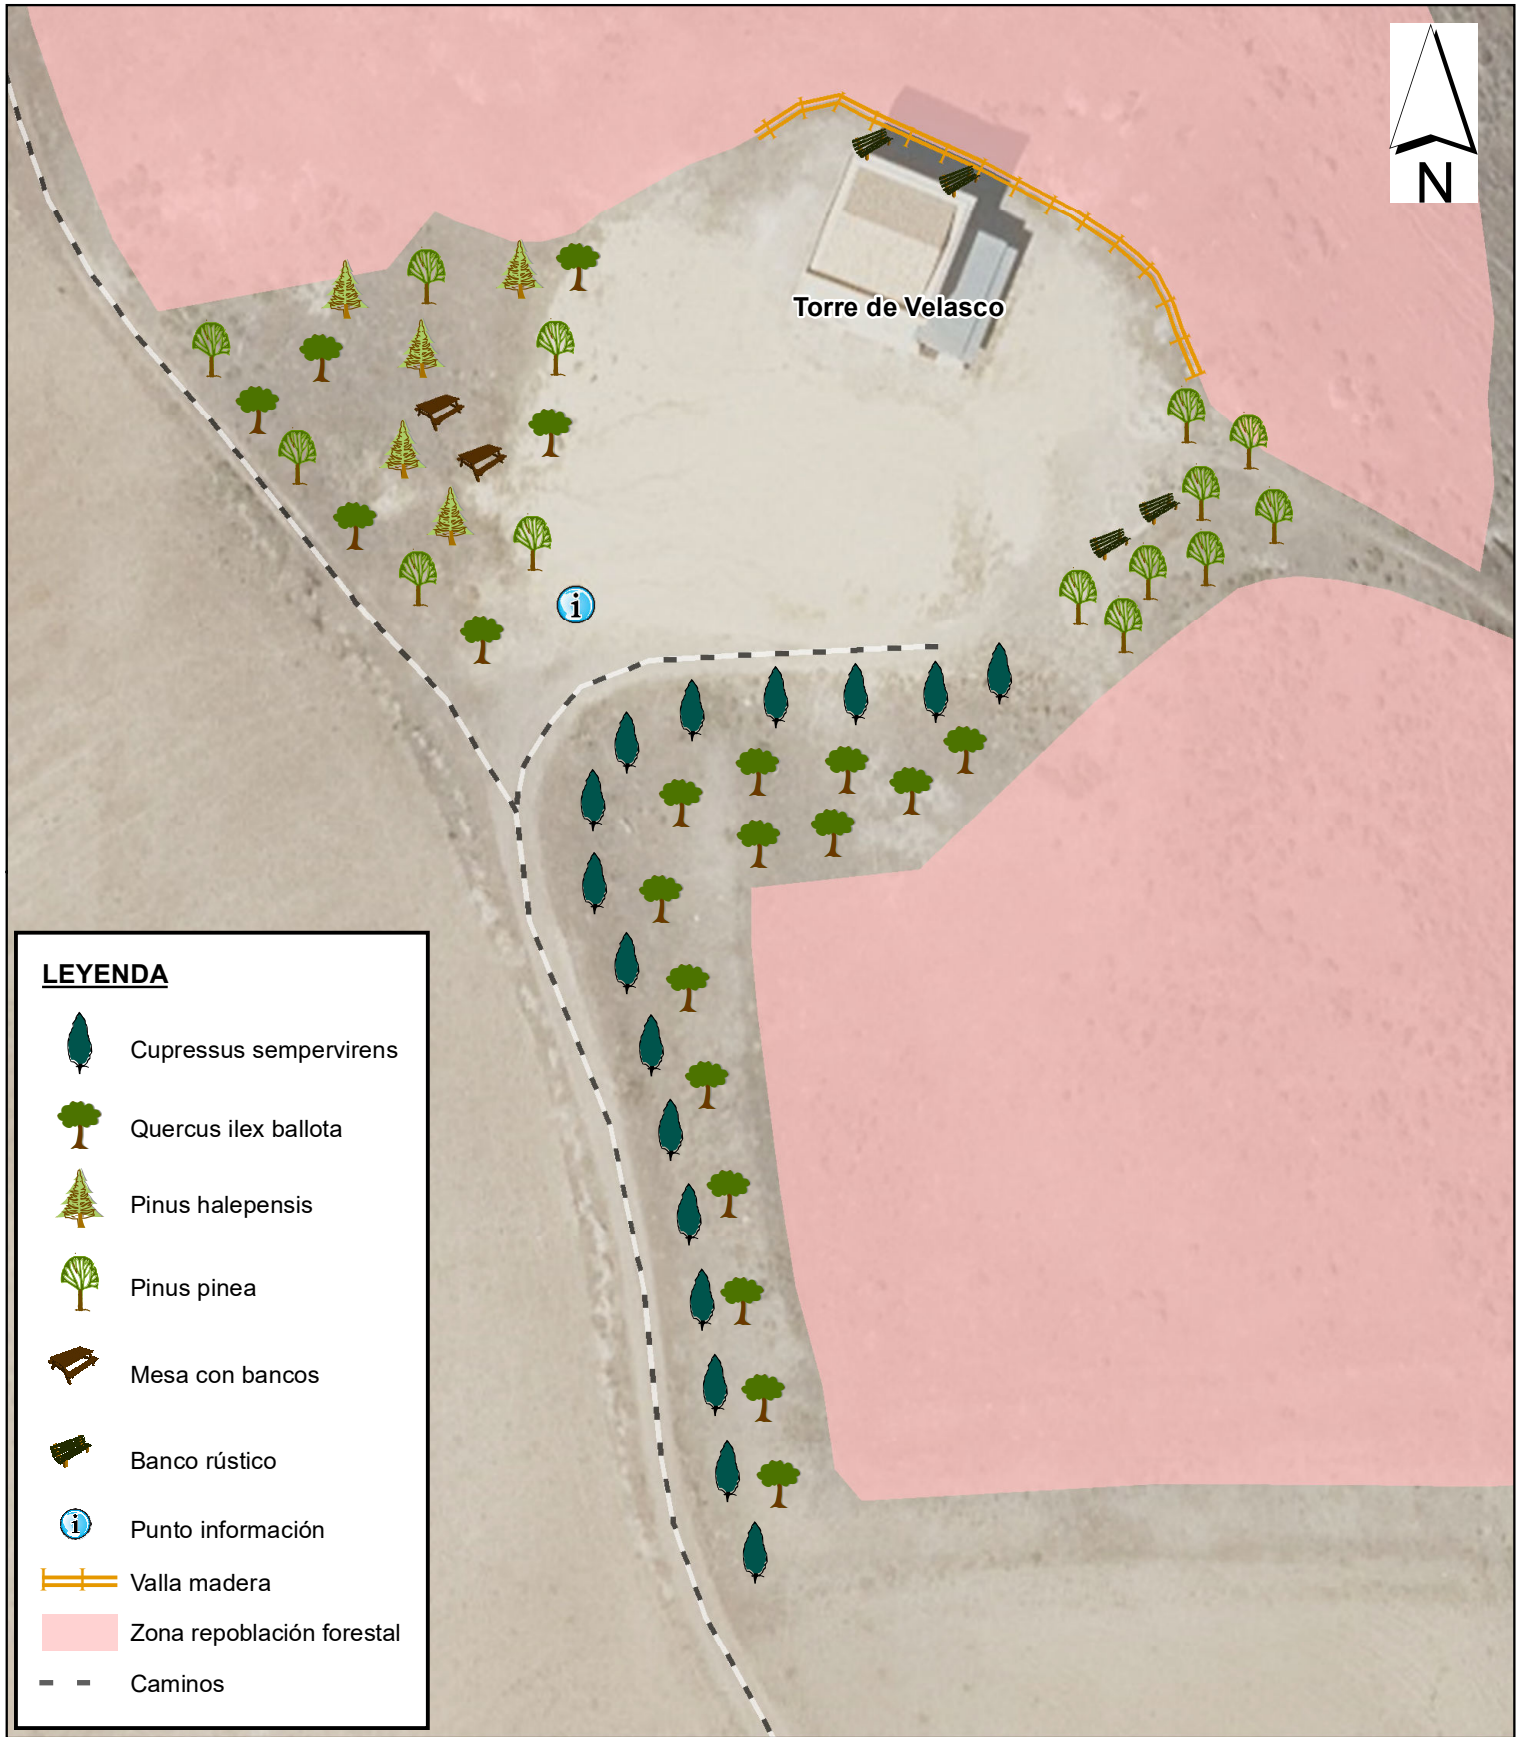 N
Torre de Velasco
LEYENDA
Cupressus sempervirens
Quercus ilex ballota
Pinus halepensis
Pinus pinea
Mesa con bancos
Banco rústico
Punto información
Valla madera
Zona repoblación forestal
Caminos